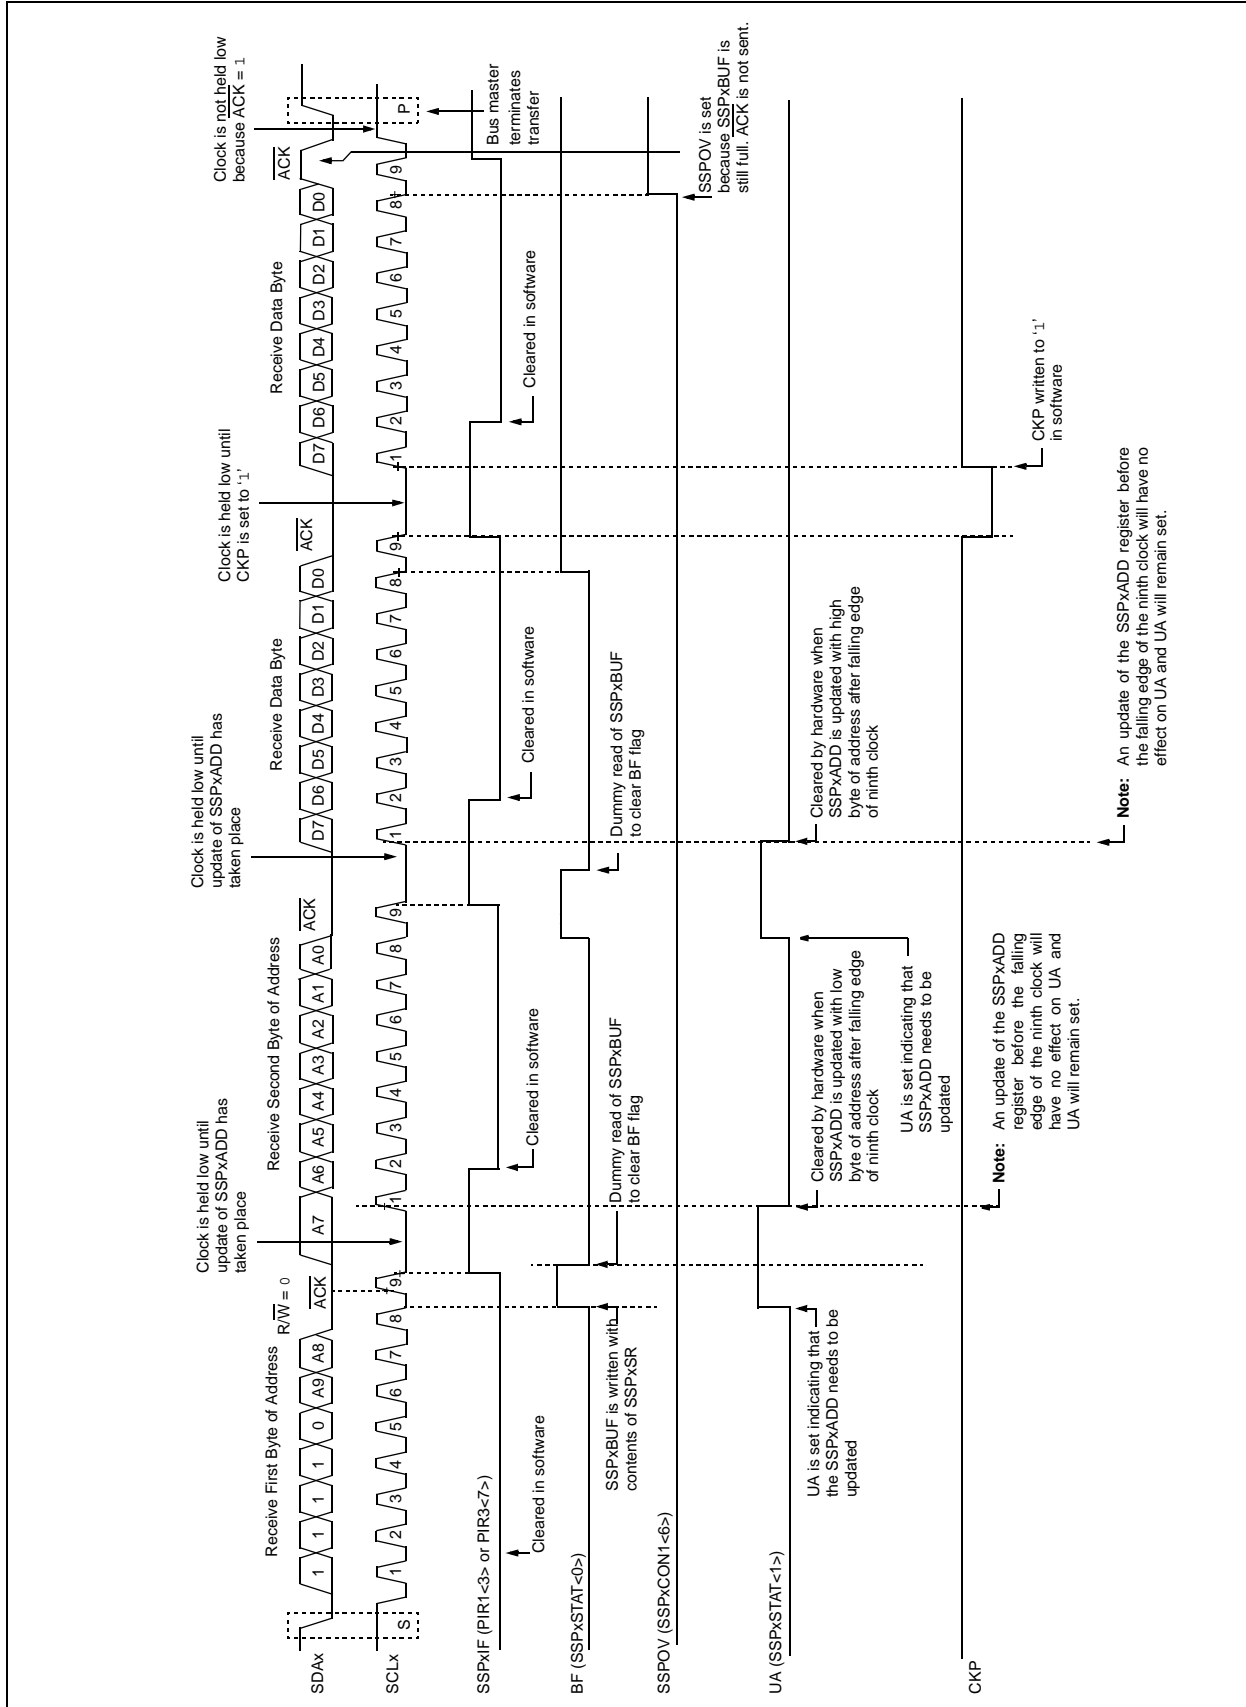 Receive First Byte of Address
R/W = 0
ACK
Clock is held low until
update of SSPxADD has
taken place
Receive Second Byte of Address
ACK
Clock is held low until
update of SSPxADD has
taken place
Receive Data Byte
ACK
Clock is held low until
CKP is set to ‘1’
Receive Data Byte
ACK
Clock is not held low
because ACK = 1
SDAx
1 1 1 1 0 A9 A8
A7 A6 A5 A4 A3 A2 A1 A0
D7 D6 D5 D4 D3 D2 D1 D0
D7 D6 D5 D4 D3 D2 D1 D0
SCLx
S
1 2 3 4 5 6 7 8 9
1 2 3 4 5 6 7 8 9
1 2 3 4 5 6 7 8 9
1 2 3 4 5 6 7 8 9
P
Bus master
terminates
transfer
SSPxIF (PIR1<3> or PIR3<7>)
Cleared in software
Cleared in software
Cleared in software
Cleared in software
BF (SSPxSTAT<0>)
SSPxBUF is written with
contents of SSPxSR
Dummy read of SSPxBUF
to clear BF flag
Dummy read of SSPxBUF
to clear BF flag
SSPOV (SSPxCON1<6>)
SSPOV is set
because SSPxBUF is
still full. ACK is not sent.
UA (SSPxSTAT<1>)
UA is set indicating that
the SSPxADD needs to be
updated
Cleared by hardware when
SSPxADD is updated with low
byte of address after falling edge
of ninth clock
UA is set indicating that
SSPxADD needs to be
updated
Cleared by hardware when
SSPxADD is updated with high
byte of address after falling edge
of ninth clock
CKP
Note: An update of the SSPxADD
register before the falling
edge of the ninth clock will
have no effect on UA and
UA will remain set.
Note: An update of the SSPxADD register before
the falling edge of the ninth clock will have no
effect on UA and UA will remain set.
CKP written to ‘1’
in software